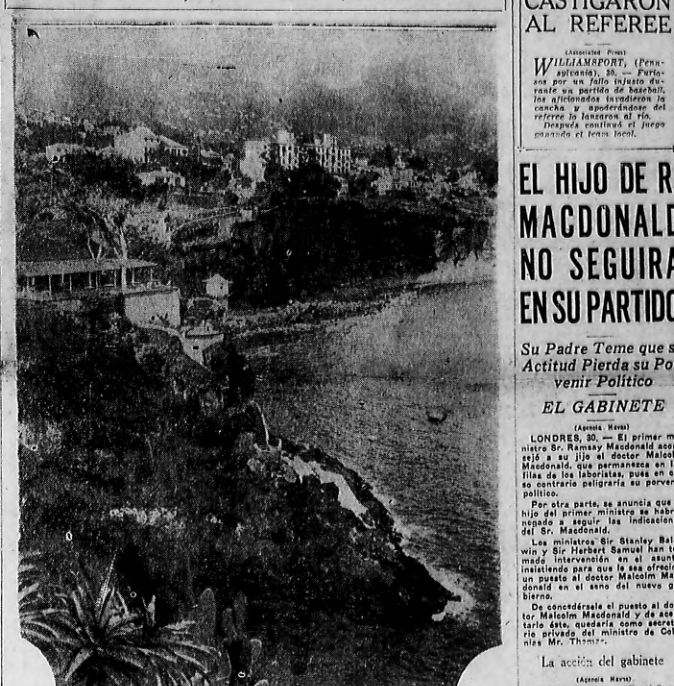 CASTIGARON
AL REFEREE
(Associated Press)
WILLIAMSPORT, (Penn-
sylvania), 30. — Furio-
sos por un fallo injusto du-
rante un partido de baseball,
los aficionados invadieron la
cancha y apoderándose del
referee lo lanzaron al río.
Después continuó el juego
ganando el team local.
EL HIJO DE R
MACDONALD
NO SEGUIRA
EN SU PARTIDO
Su Padre Teme que s
Actitud Pierda su Po
venir Político
EL GABINETE
(Agencia Havas)
LONDRES, 30. — El primer m
nistro Sr. Ramsay Macdonald acon
sejó a su jijo el doctor Malcol
Macdonald, que permanezca en l
filas de los laboristas, pues en c
so contrario peligraría su porven
político.
Por otra parte, se anuncia que
hijo del primer ministro se habr
negado a seguir las indicacion
del Sr. Macdonald.
Los ministros Sir Stanley Bal
win y Sir Herbert Samuel han to
mado intervención en el asunt
insistiendo para que le sea ofreci
un puesto al doctor Malcolm Ma
donald en el seno del nuevo g
bierno.
De concedérsele el puesto al do
tor Malcolm Macdonald y de ace
tarlo éste, quedaría como secret
rio privado del ministro de Col
nias Mr. Thomas.
La acción del gabinete
(Agencia Havas)